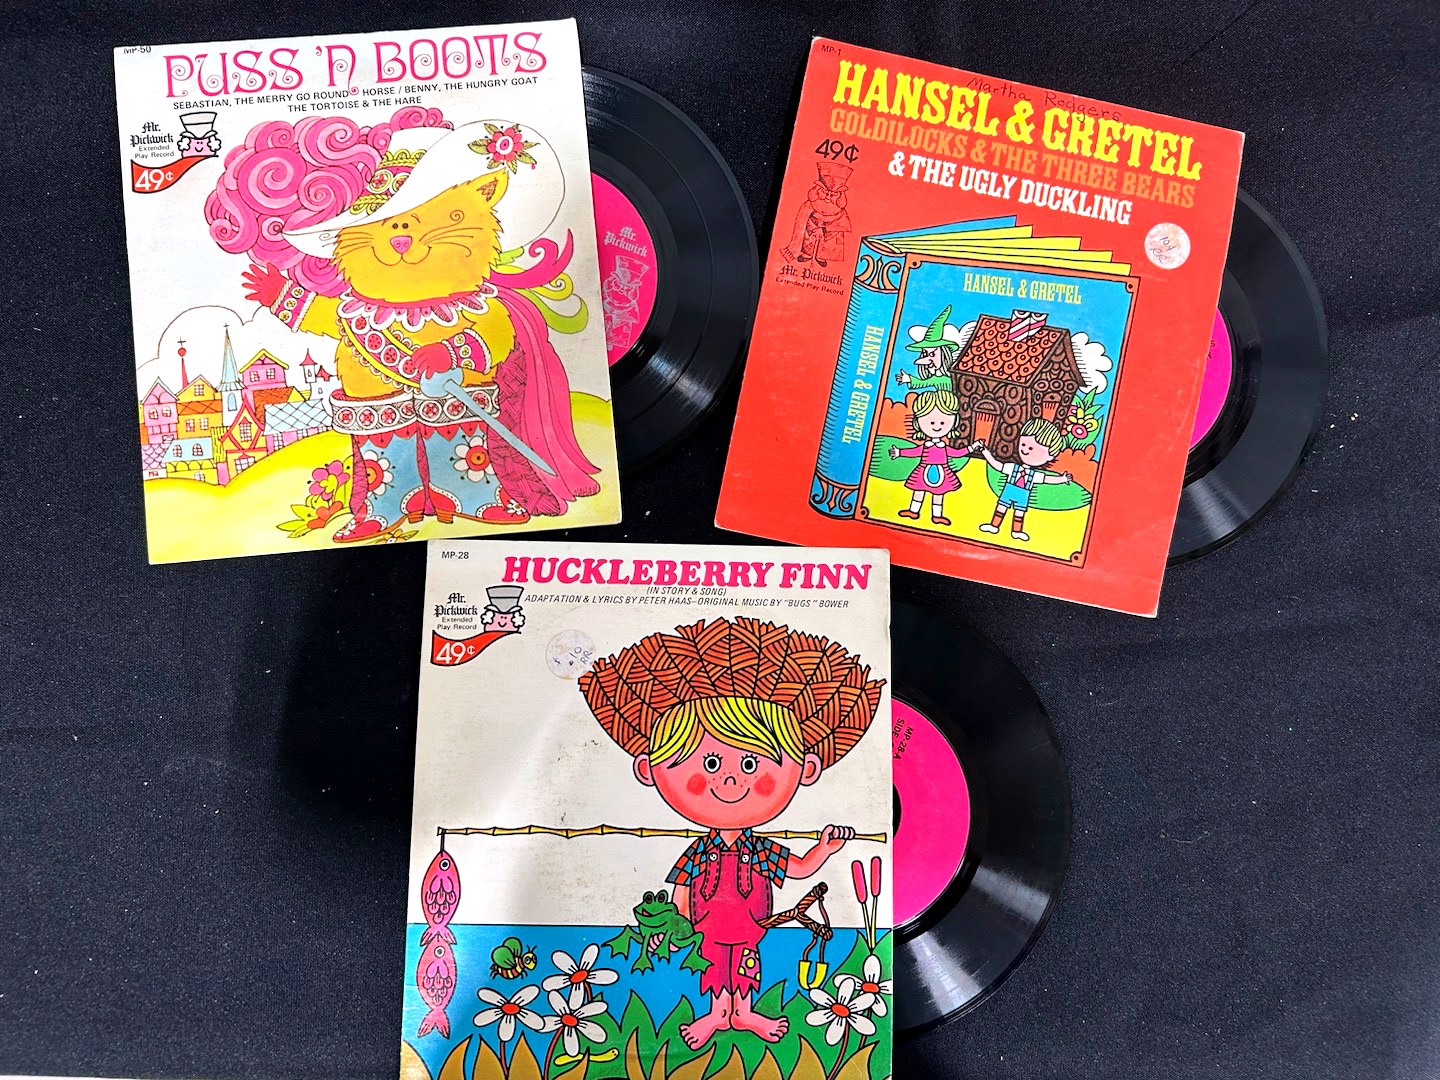 MP-50
PUSS 'N BOOTS
SEBASTIAN, THE MERRY GO ROUND HORSE / BENNY, THE HUNGRY GOAT
THE TORTOISE & THE HARE
Mr.
Pickwick
Extended
Play Record
49¢
Mr.
Pickwick
MP-1
Martha Rodgers
HANSEL & GRETEL
GOLDILOCKS & THE THREE BEARS
& THE UGLY DUCKLING
49¢
Mr. Pickwick
Extended Play Record
HANSEL & GRETEL
HANSEL & GRETEL
MP-28
HUCKLEBERRY FINN
(IN STORY & SONG)
ADAPTATION & LYRICS BY PETER HAAS—ORIGINAL MUSIC BY "BUGS" BOWER
Mr.
Pickwick
Extended
Play Record
49¢
MP-28-A
SIDE